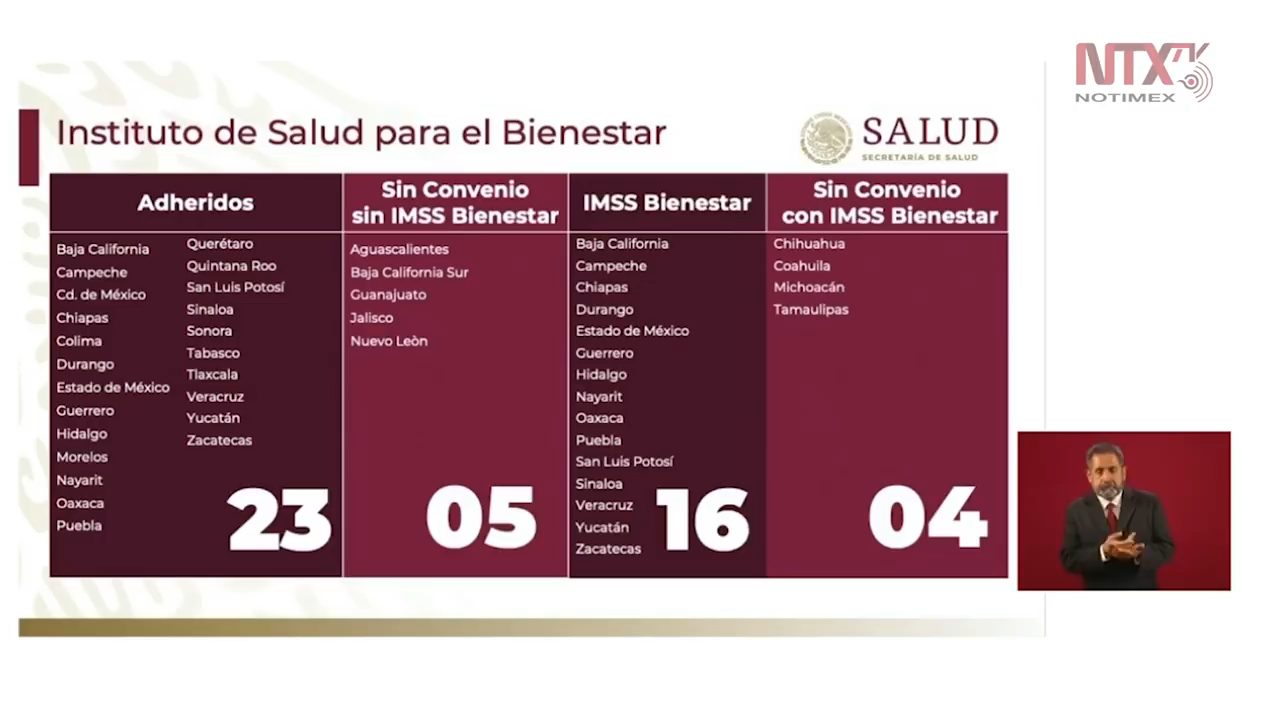 NTX
NOTIMEX
Instituto de Salud para el Bienestar
SALUD
SECRETARÍA DE SALUD
Adheridos
Baja California
Campeche
Cd. de México
Chiapas
Colima
Durango
Estado de México
Guerrero
Hidalgo
Morelos
Nayarit
Oaxaca
Puebla
Querétaro
Quintana Roo
San Luis Potosí
Sinaloa
Sonora
Tabasco
Tlaxcala
Veracruz
Yucatán
Zacatecas
23
Sin Convenio
sin IMSS Bienestar
Aguascalientes
Baja California Sur
Guanajuato
Jalisco
Nuevo Leòn
05
IMSS Bienestar
Baja California
Campeche
Chiapas
Durango
Estado de México
Guerrero
Hidalgo
Nayarit
Oaxaca
Puebla
San Luis Potosí
Sinaloa
Veracruz
Yucatán
Zacatecas
16
Sin Convenio
con IMSS Bienestar
Chihuahua
Coahuila
Michoacán
Tamaulipas
04